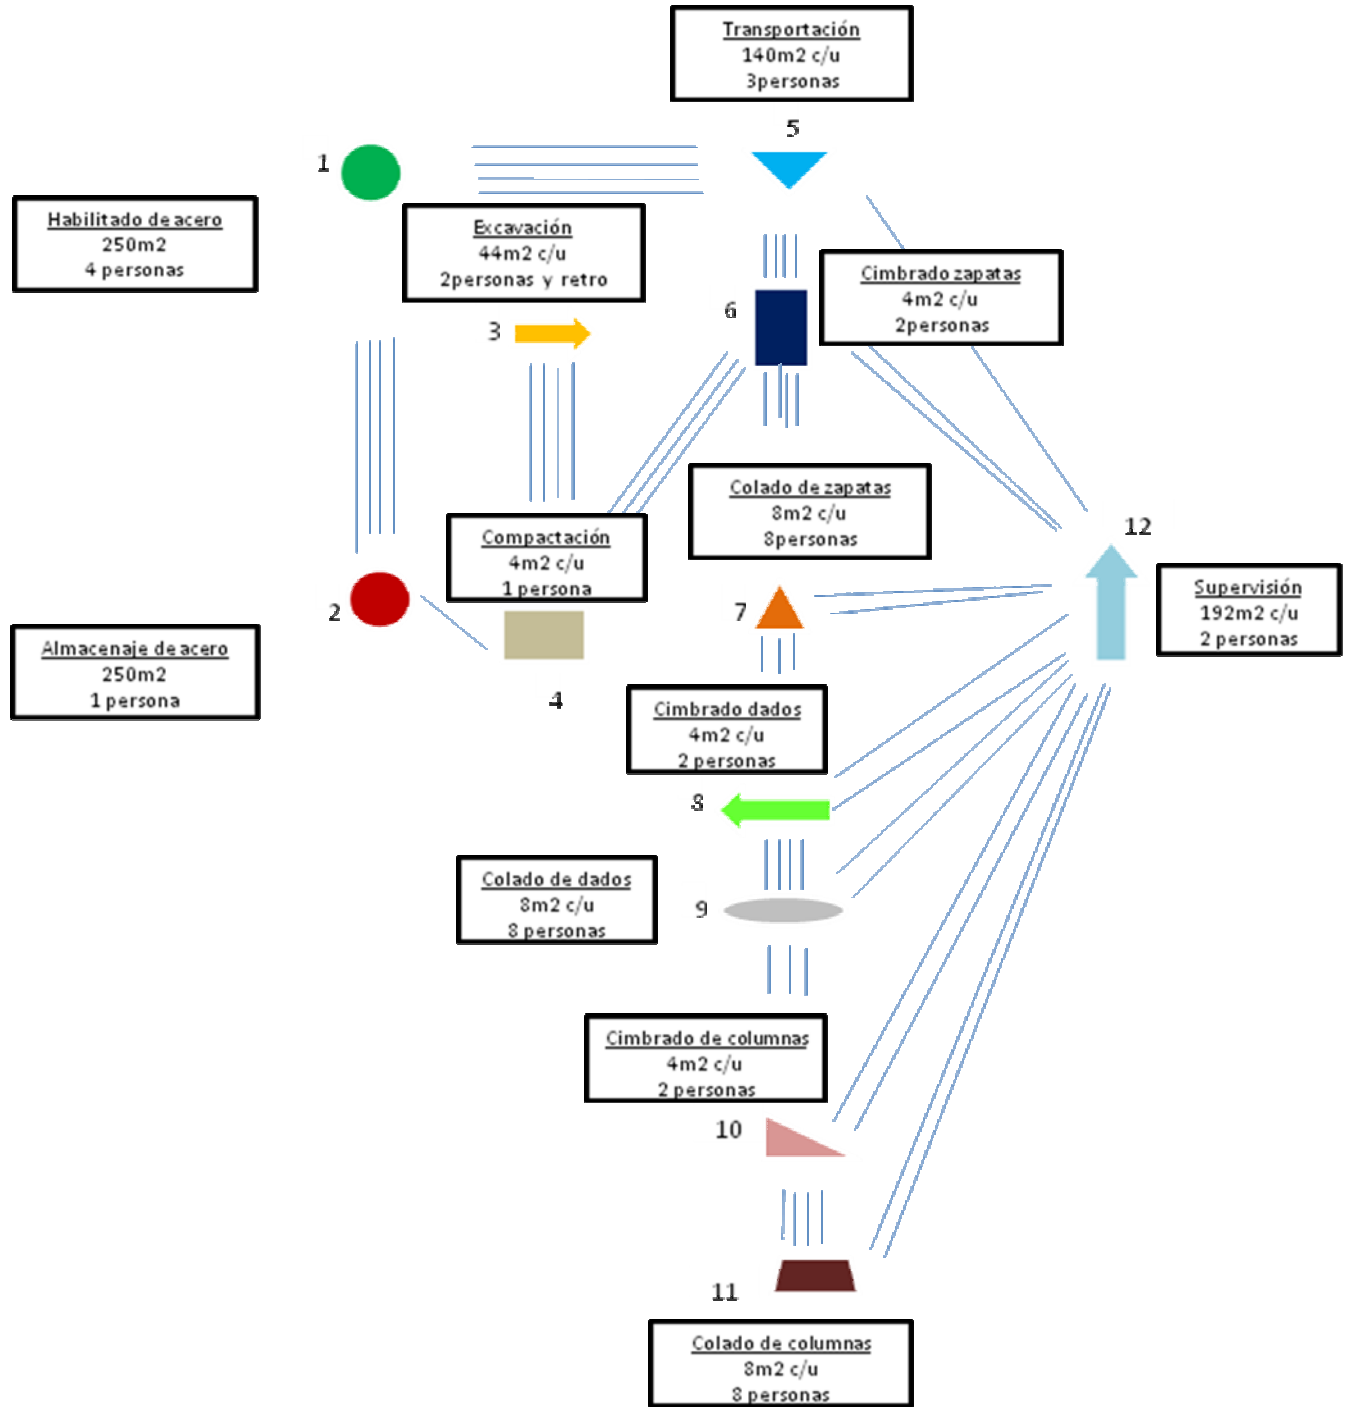 Transportación
140m2 c/u
3personas
5
1
Habilitado de acero
250m2
4 personas
Excavación
44m2 c/u
2personas y retro
3
Cimbrado zapatas
4m2 c/u
2personas
6
Colado de zapatas
8m2 c/u
8personas
12
Supervisión
192m2 c/u
2 personas
Compactación
4m2 c/u
1 persona
2
7
Almacenaje de acero
250m2
1 persona
4
Cimbrado dados
4m2 c/u
2 personas
8
Colado de dados
8m2 c/u
8 personas
9
Cimbrado de columnas
4m2 c/u
2 personas
10
11
Colado de columnas
8m2 c/u
8 personas